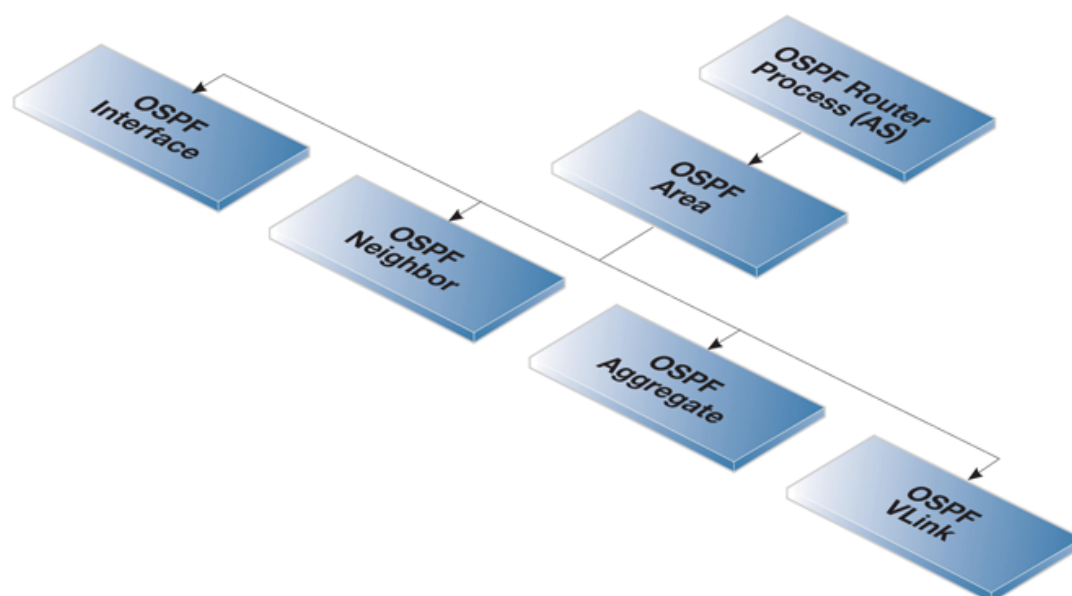 OSPF Router
Process (AS)
OSPF
Area
OSPF
Interface
OSPF
Neighbor
OSPF
Aggregate
OSPF
VLink